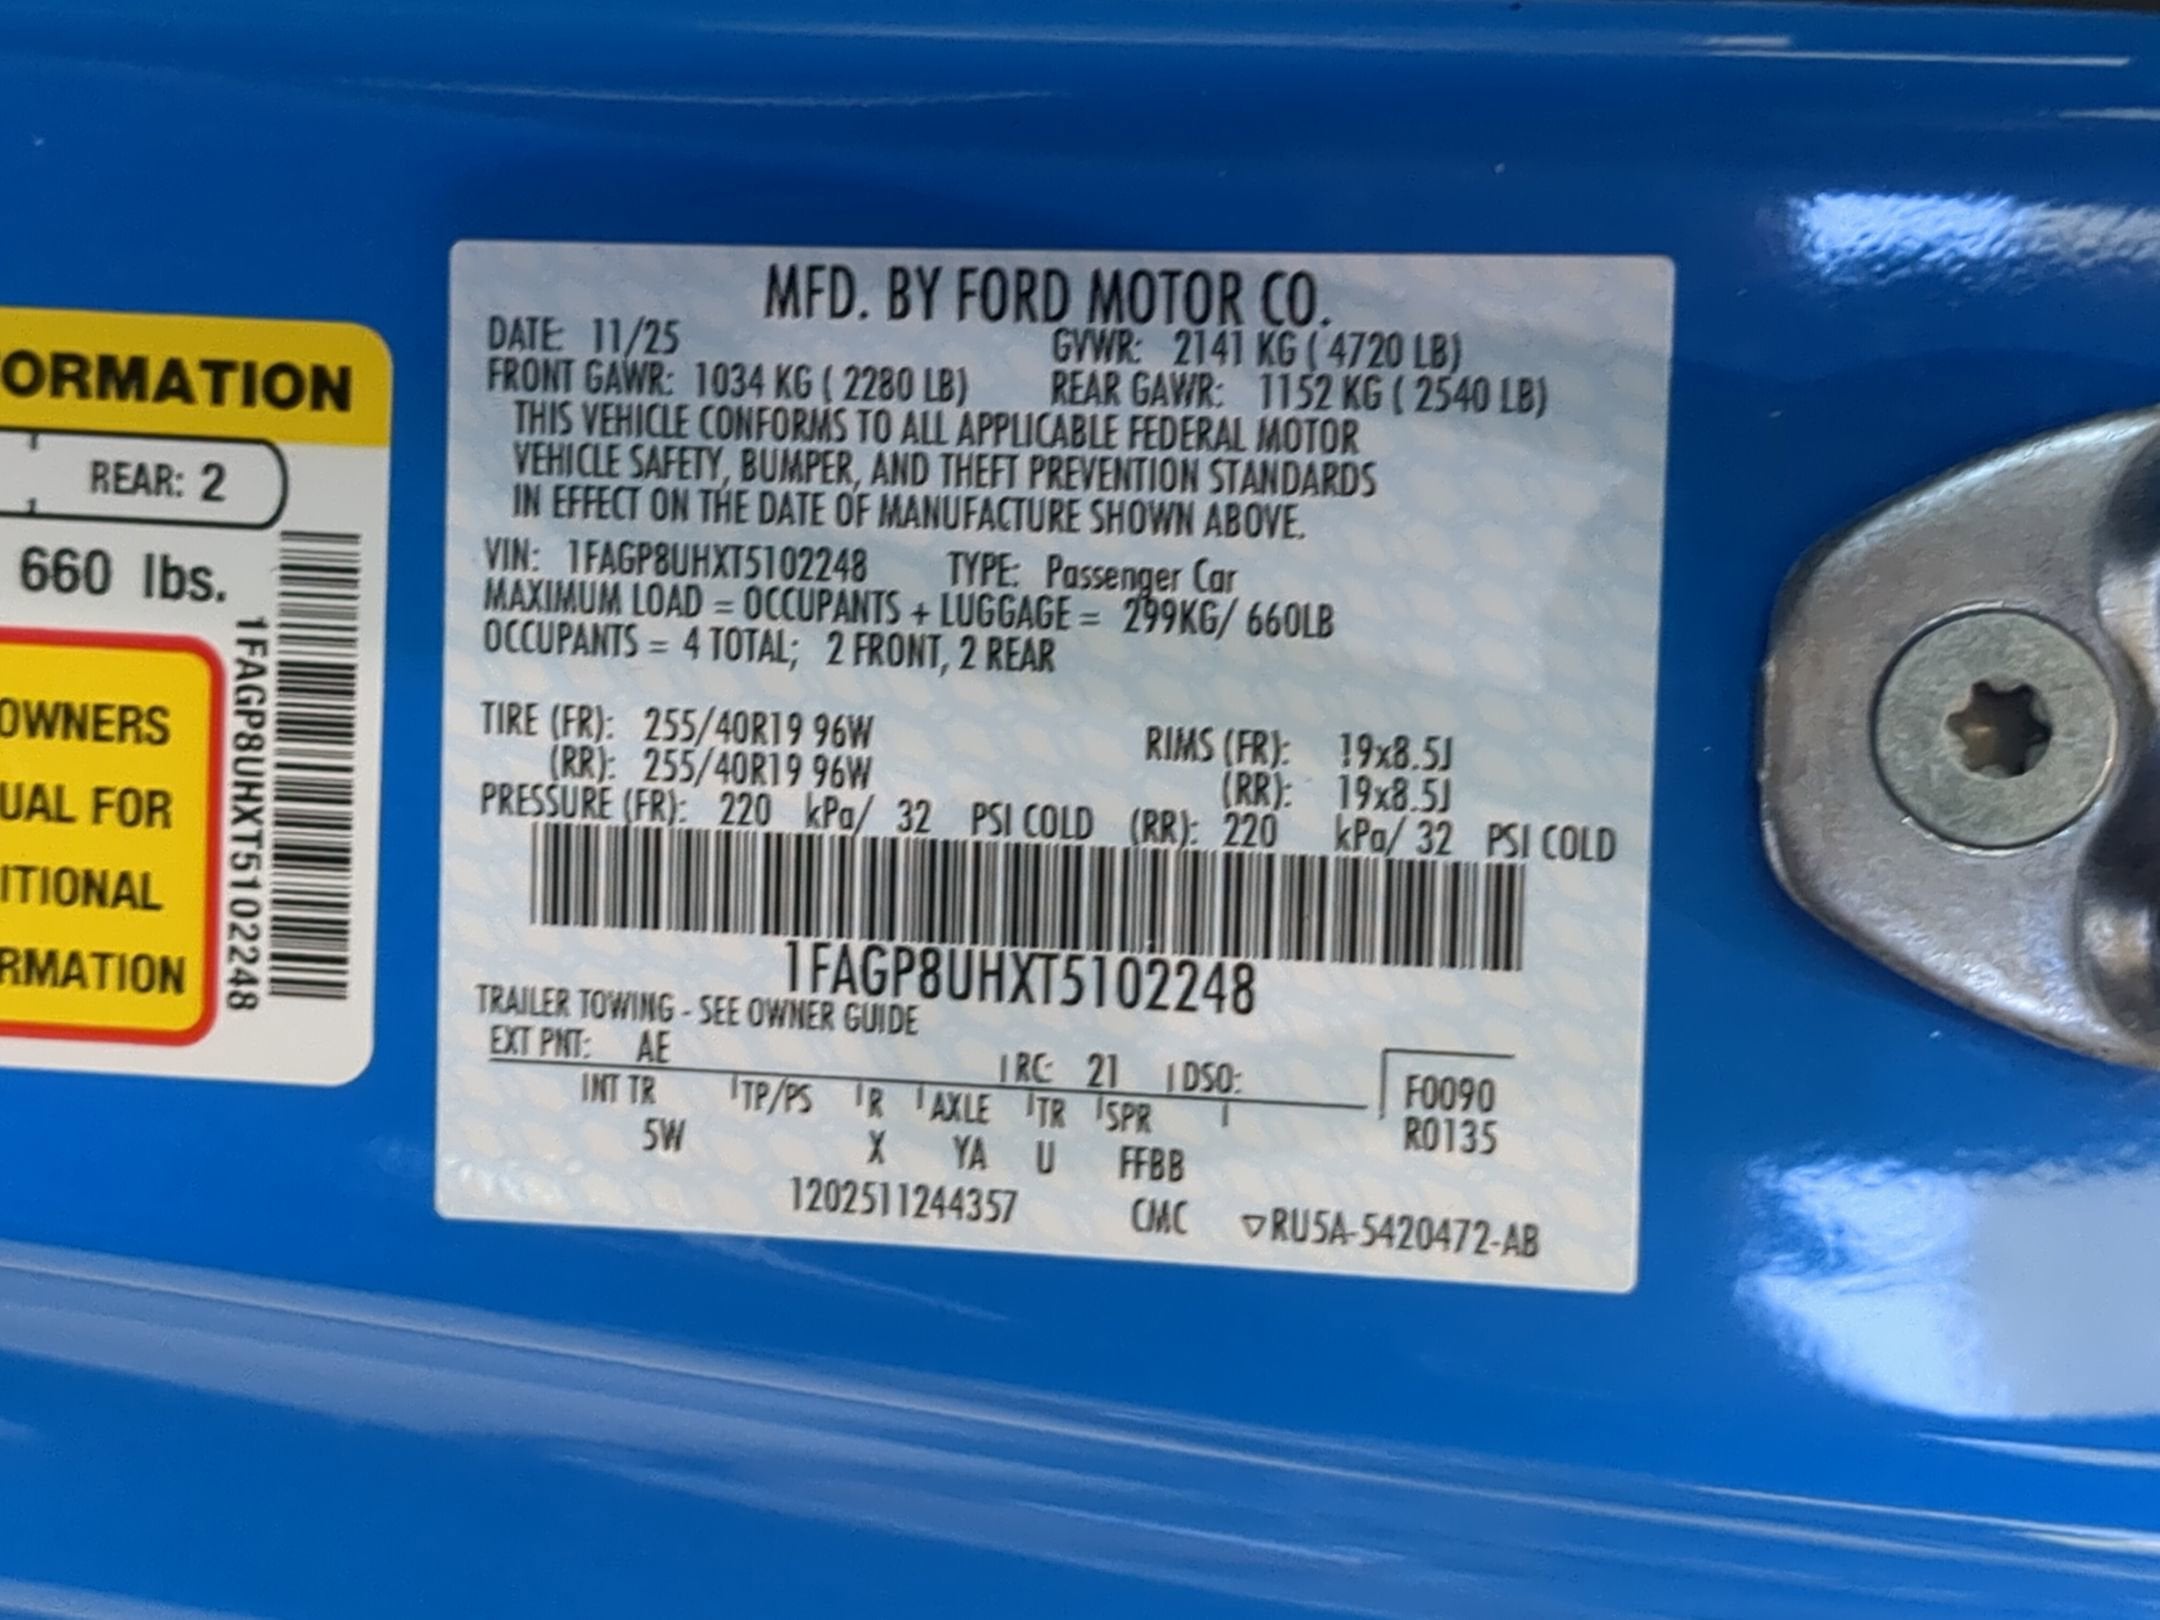 ORMATION
REAR: 2
660 lbs.
OWNERS
UAL FOR
ITIONAL
RMATION
1FAGP8UHXT5102248
MFD. BY FORD MOTOR CO.
DATE: 11/25 GVWR: 2141 KG ( 4720 LB)
FRONT GAWR: 1034 KG ( 2280 LB) REAR GAWR: 1152 KG ( 2540 LB)
THIS VEHICLE CONFORMS TO ALL APPLICABLE FEDERAL MOTOR
VEHICLE SAFETY, BUMPER, AND THEFT PREVENTION STANDARDS
IN EFFECT ON THE DATE OF MANUFACTURE SHOWN ABOVE.
VIN: 1FAGP8UHXT5102248 TYPE: Passenger Car
MAXIMUM LOAD = OCCUPANTS + LUGGAGE = 299KG/ 660LB
OCCUPANTS = 4 TOTAL; 2 FRONT, 2 REAR
TIRE (FR): 255/40R19 96W RIMS (FR): 19x8.5J
(RR): 255/40R19 96W (RR): 19x8.5J
PRESSURE (FR): 220 kPa/ 32 PSI COLD (RR): 220 kPa/ 32 PSI COLD
1FAGP8UHXT5102248
TRAILER TOWING - SEE OWNER GUIDE
EXT PNT: AE RC: 21 DSO: F0090
INT TR TP/PS R AXLE TR SPR R0135
5W X YA U FFBB
1202511244357 CMC ▽RU5A-5420472-AB